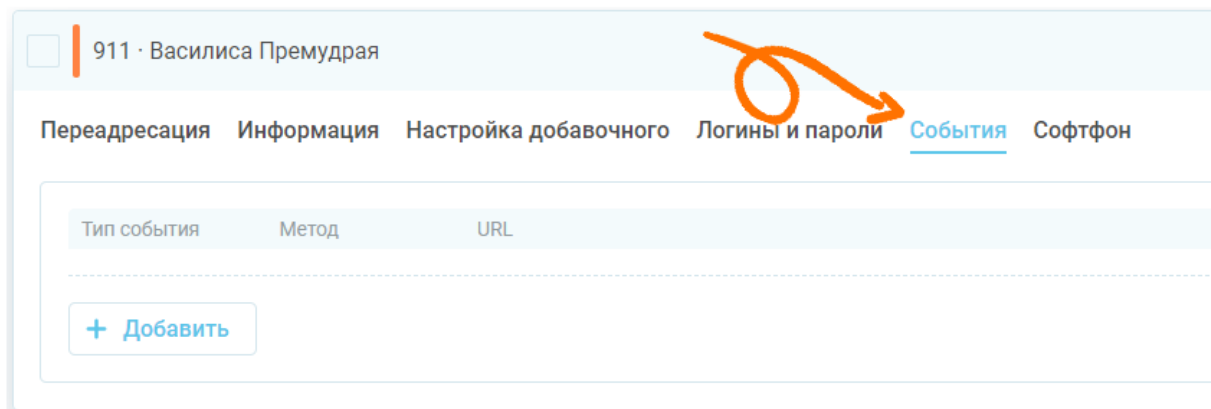 911 · Василиса Премудрая
Переадресация Информация Настройка добавочного Логины и пароли События Софтфон
Тип события Метод URL
+ Добавить